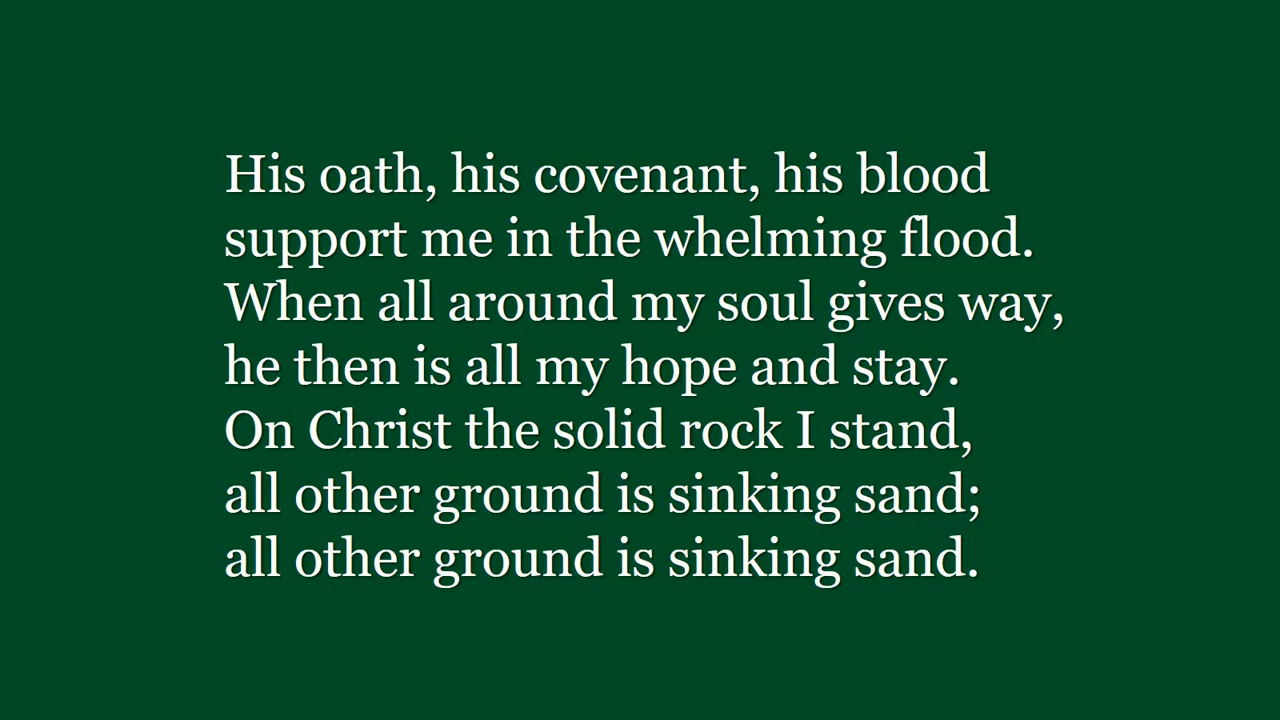 His oath, his covenant, his blood
support me in the whelming flood.
When all around my soul gives way,
he then is all my hope and stay.
On Christ the solid rock I stand,
all other ground is sinking sand;
all other ground is sinking sand.